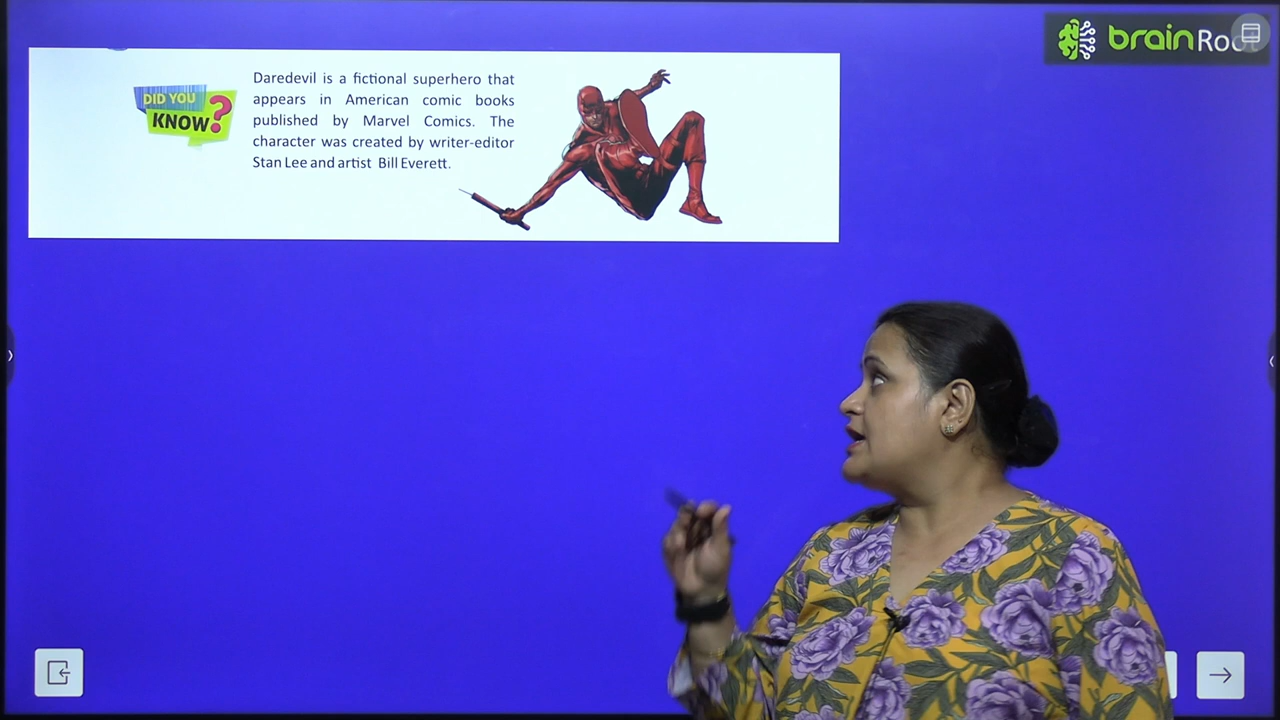 brainRoot
DID YOU
KNOW?
Daredevil is a fictional superhero that
appears in American comic books
published by Marvel Comics. The
character was created by writer-editor
Stan Lee and artist Bill Everett.